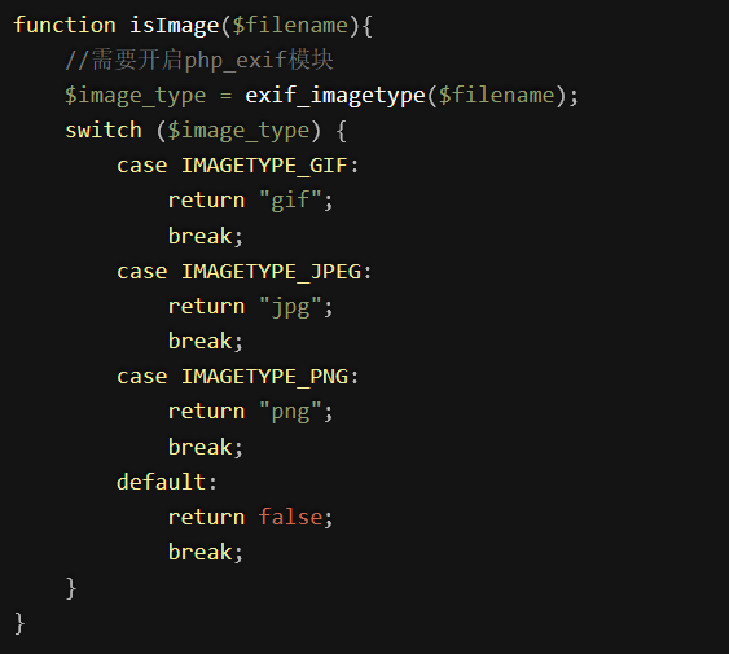 function isImage($filename){
    //需要开启php_exif模块
    $image_type = exif_imagetype($filename);
    switch ($image_type) {
        case IMAGETYPE_GIF:
            return "gif";
            break;
        case IMAGETYPE_JPEG:
            return "jpg";
            break;
        case IMAGETYPE_PNG:
            return "png";
            break;
        default:
            return false;
            break;
    }
}